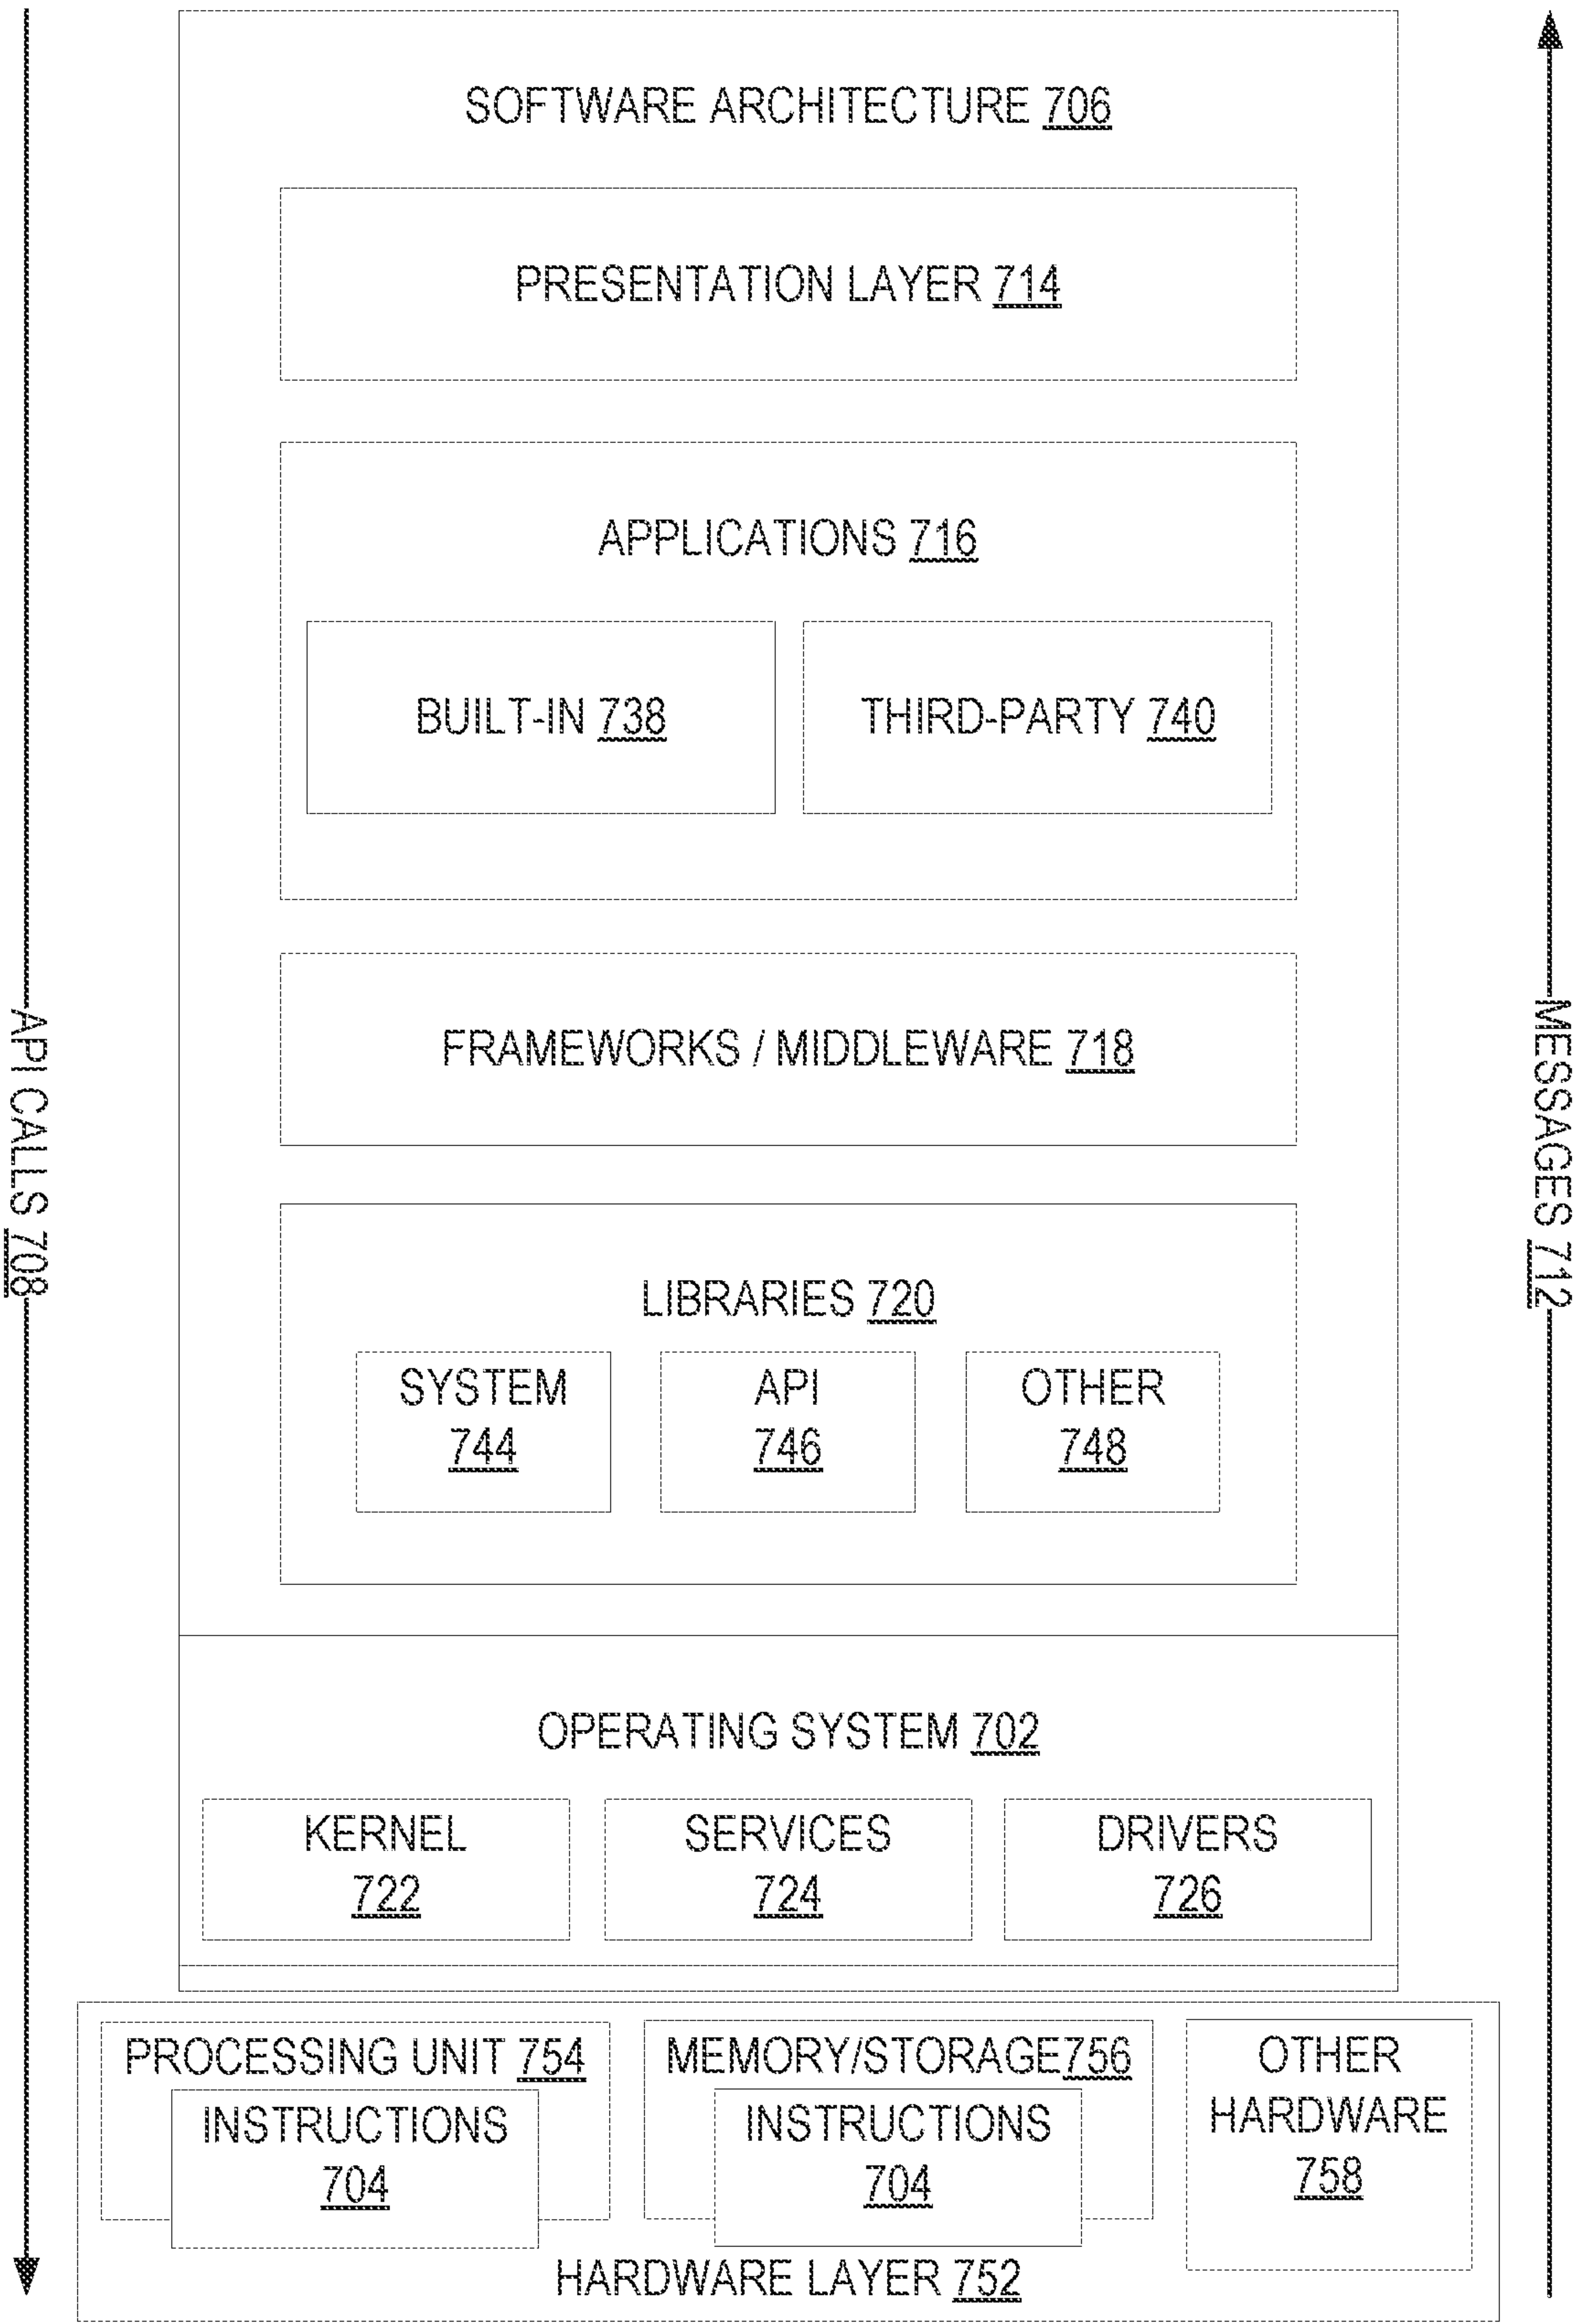 SOFTWARE ARCHITECTURE 706
PRESENTATION LAYER 714
APPLICATIONS 716
BUILT-IN 738
THIRD-PARTY 740
FRAMEWORKS / MIDDLEWARE 718
API CALLS 708
MESSAGES 712
LIBRARIES 720
SYSTEM
744
API
746
OTHER
748
OPERATING SYSTEM 702
KERNEL
722
SERVICES
724
DRIVERS
726
PROCESSING UNIT 754
INSTRUCTIONS
704
MEMORY/STORAGE756
INSTRUCTIONS
704
OTHER
HARDWARE
758
HARDWARE LAYER 752